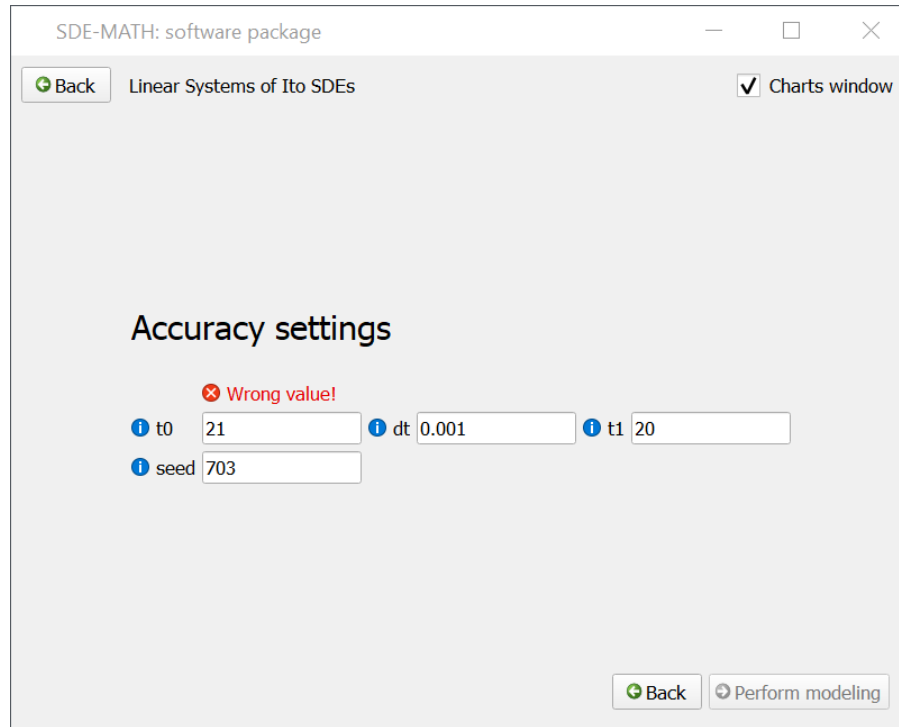 SDE-MATH: software package
Back Linear Systems of Ito SDEs Charts window
Accuracy settings
Wrong value!
t0 21 dt 0.001 t1 20
seed 703
Back Perform modeling